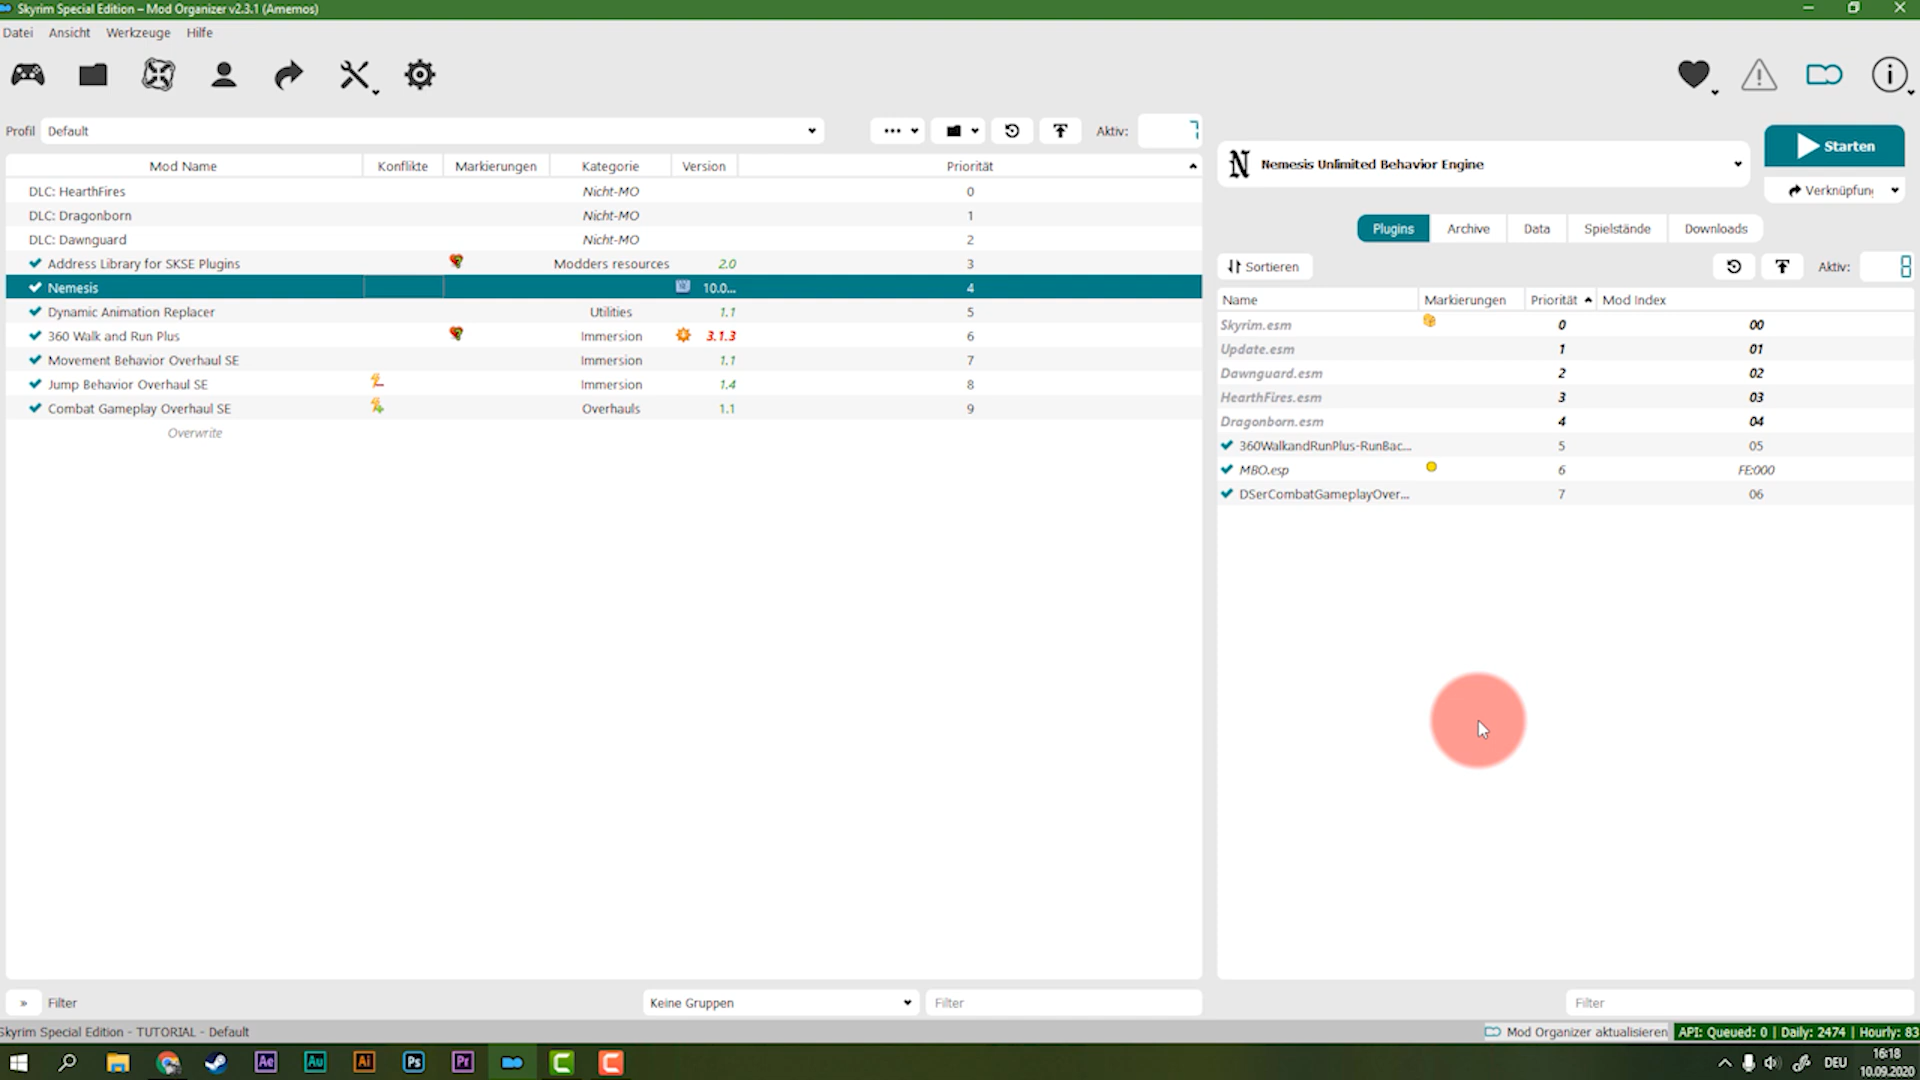 Skyrim Special Edition – Mod Organizer v2.3.1 (Amemos)
Datei Ansicht Werkzeuge Hilfe
Profil Default Aktiv: 7
Mod Name Konflikte Markierungen Kategorie Version Priorität
DLC: HearthFires Nicht-MO 0
DLC: Dragonborn Nicht-MO 1
DLC: Dawnguard Nicht-MO 2
Address Library for SKSE Plugins Modders resources 2.0 3
Nemesis 10.0... 4
Dynamic Animation Replacer Utilities 1.1 5
360 Walk and Run Plus Immersion 3.1.3 6
Movement Behavior Overhaul SE Immersion 1.1 7
Jump Behavior Overhaul SE Immersion 1.4 8
Combat Gameplay Overhaul SE Overhauls 1.1 9
Overwrite
» Filter Keine Gruppen Filter
N Nemesis Unlimited Behavior Engine
Starten
Verknüpfun
Plugins Archive Data Spielstände Downloads
Sortieren Aktiv: 8
Name Markierungen Priorität Mod Index
Skyrim.esm 0 00
Update.esm 1 01
Dawnguard.esm 2 02
HearthFires.esm 3 03
Dragonborn.esm 4 04
360WalkandRunPlus-RunBac... 5 05
MBO.esp 6 FE:000
DSerCombatGameplayOver... 7 06
Filter
Skyrim Special Edition - TUTORIAL - Default Mod Organizer aktualisieren API: Queued: 0 | Daily: 2474 | Hourly: 83
Ae Au Ai Ps Pr C C DEU 16:18
10.09.2020